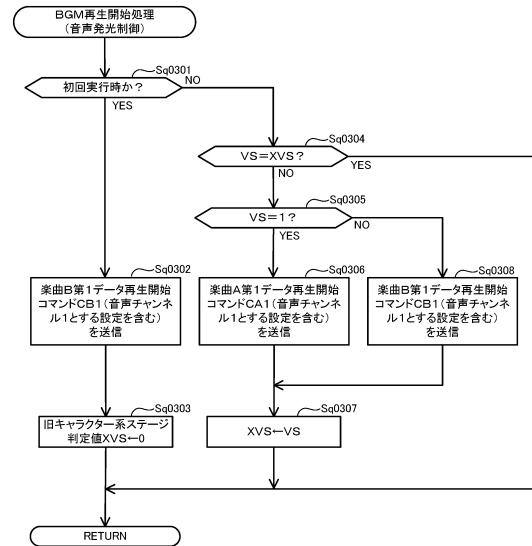 BGM再生開始処理
(音声発光制御)
Sq0301
初回実行時か?
NO
YES
Sq0304
VS=XVS?
YES
NO
Sq0305
VS=1?
NO
YES
Sq0302
楽曲B第1データ再生開始
コマンドCB1(音声チャンネ
ル1とする設定を含む)
を送信
Sq0306
楽曲A第1データ再生開始
コマンドCA1(音声チャンネ
ル1とする設定を含む)
を送信
Sq0308
楽曲B第1データ再生開始
コマンドCB1(音声チャンネ
ル1とする設定を含む)
を送信
Sq0303
旧キャラクター系ステージ
判定値XVS←0
Sq0307
XVS←VS
RETURN